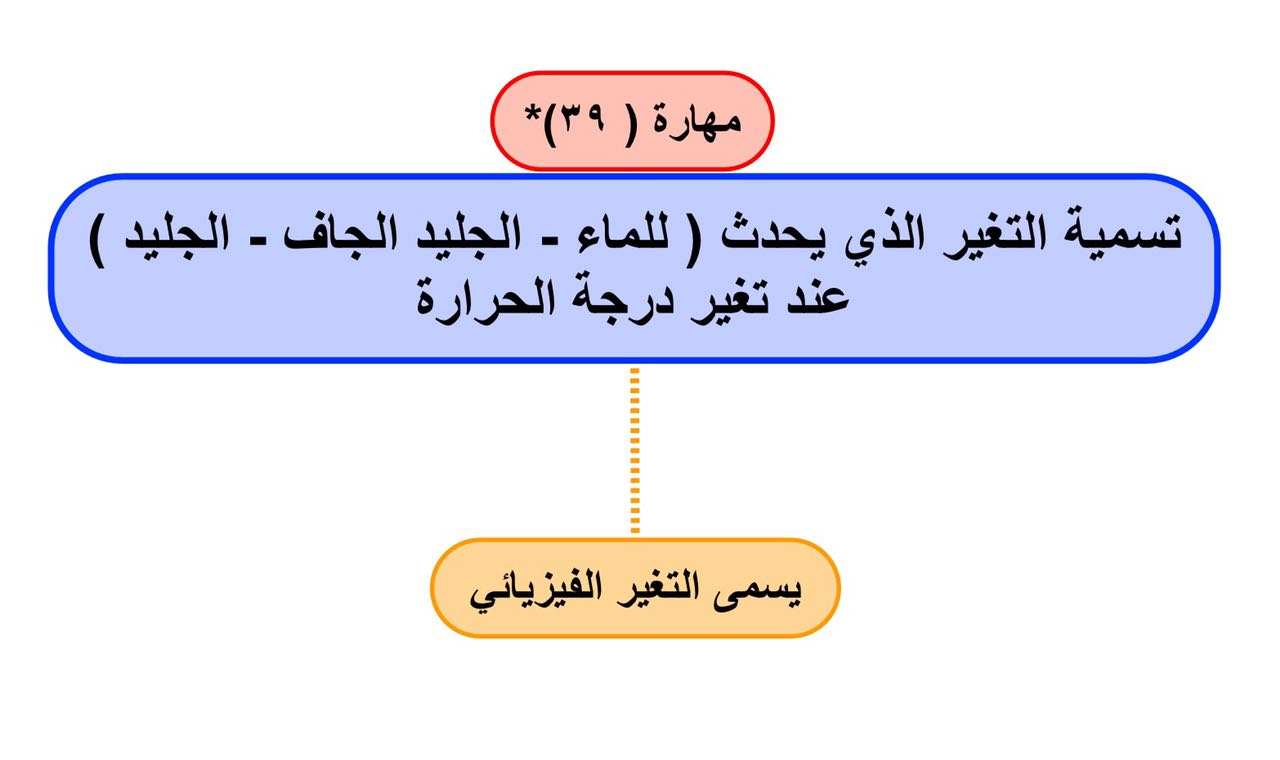 مهارة ( ٣٩)*
تسمية التغير الذي يحدث ( للماء - الجليد الجاف - الجليد )
عند تغير درجة الحرارة
يسمى التغير الفيزيائي